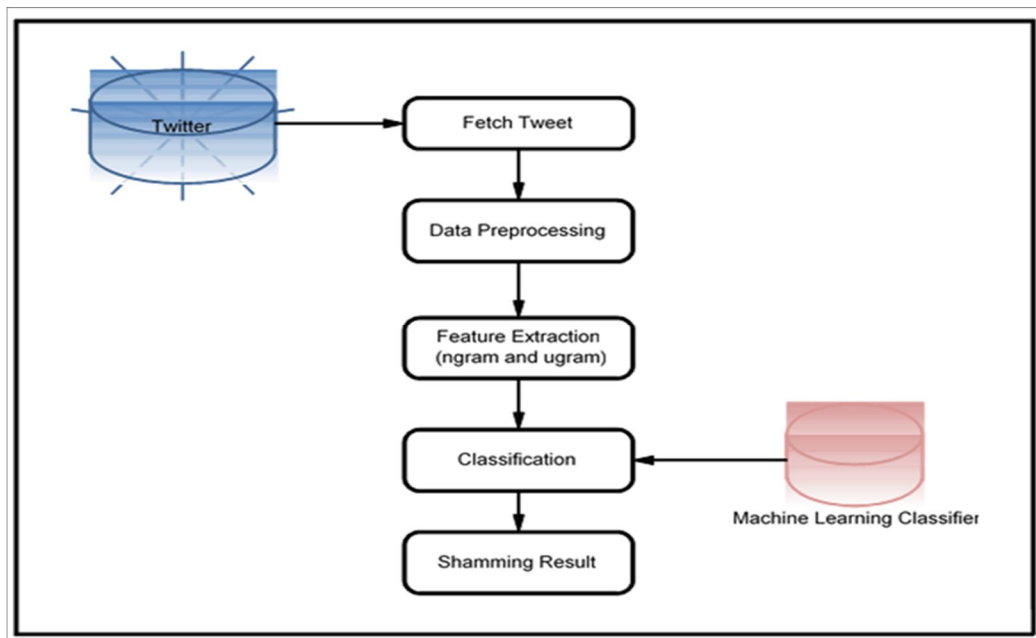 Twitter
Fetch Tweet
Data Preprocessing
Feature Extraction
(ngram and ugram)
Classification
Machine Learning Classifier
Shamming Result